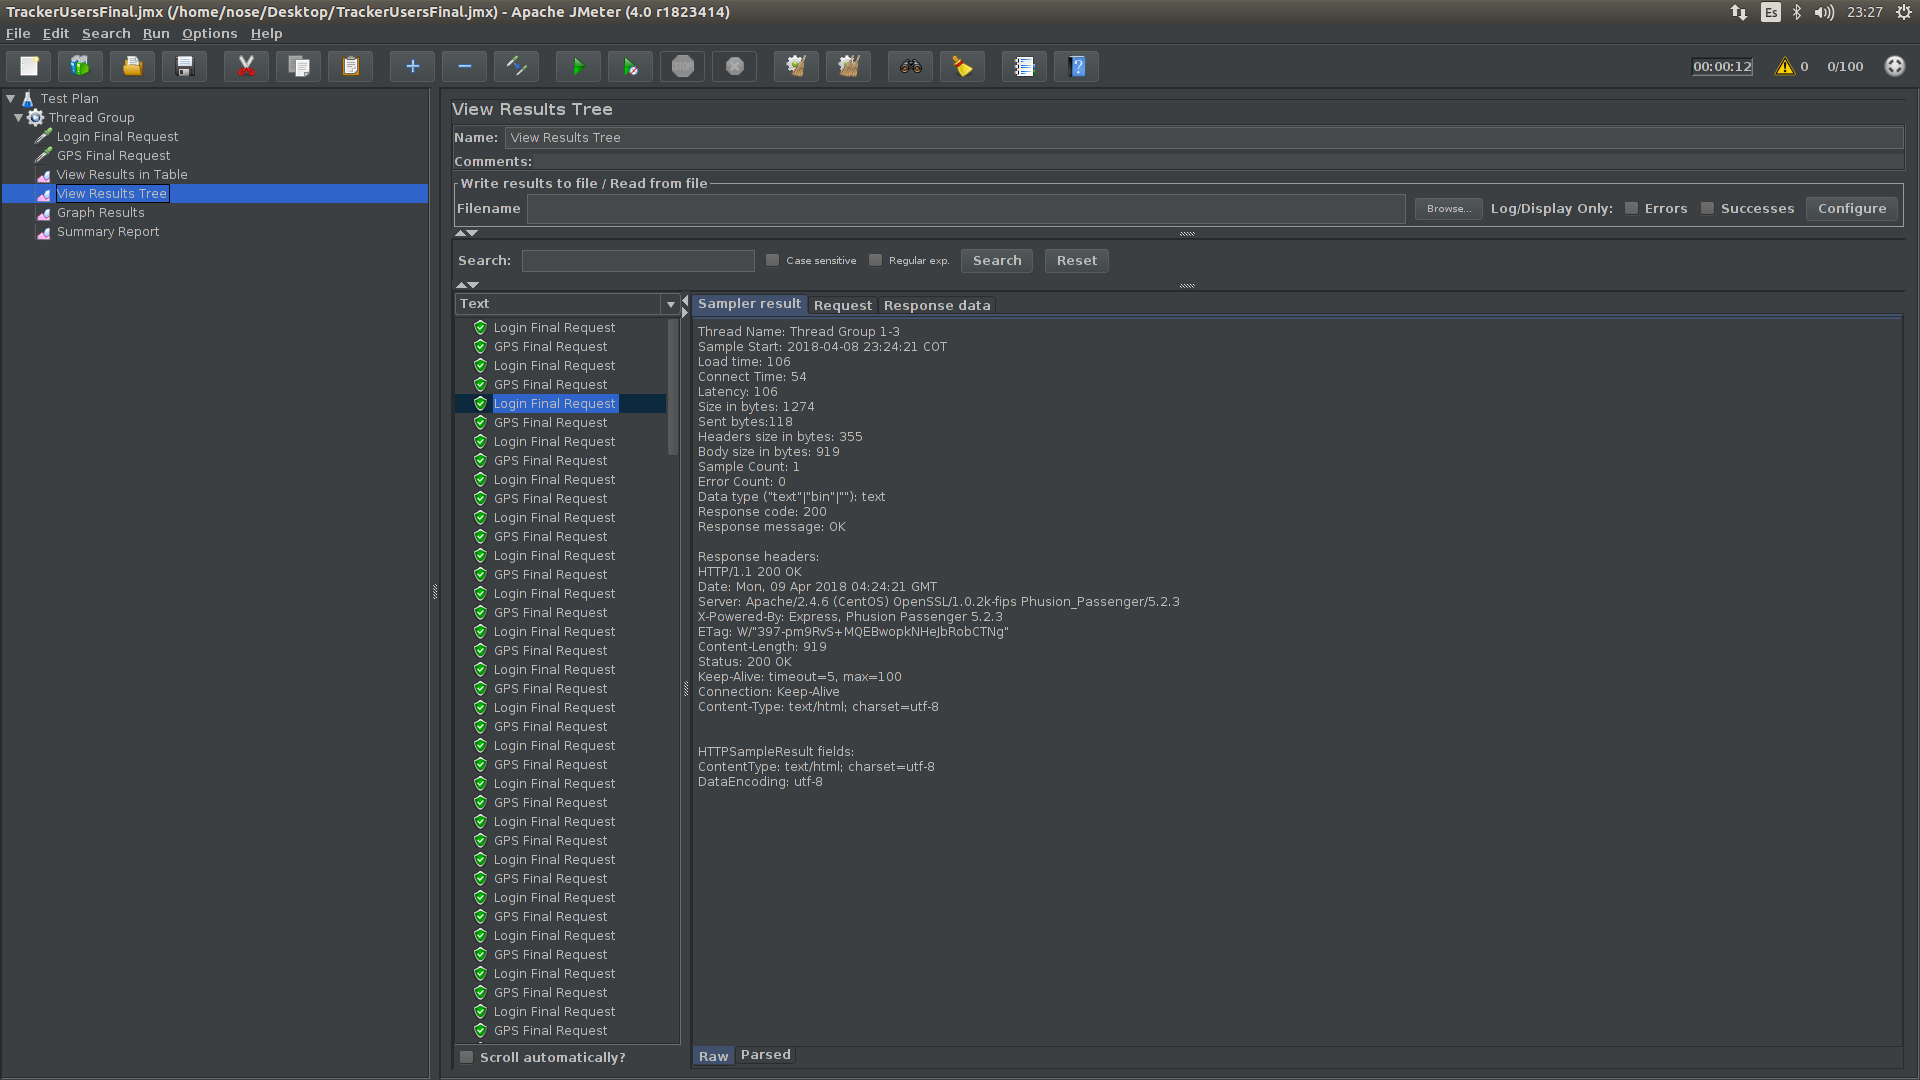 TrackerUsersFinal.jmx (/home/nose/Desktop/TrackerUsersFinal.jmx) - Apache JMeter (4.0 r1823414)
Es
23:27
File Edit Search Run Options Help
STOP
00:00:12
0
0/100
Test Plan
Thread Group
Login Final Request
GPS Final Request
View Results in Table
View Results Tree
Graph Results
Summary Report
View Results Tree
Name: View Results Tree
Comments:
Write results to file / Read from file
Filename
Browse...
Log/Display Only:
Errors
Successes
Configure
Search:
Case sensitive
Regular exp.
Search
Reset
Text
Login Final Request
GPS Final Request
Login Final Request
GPS Final Request
Login Final Request
GPS Final Request
Login Final Request
GPS Final Request
Login Final Request
GPS Final Request
Login Final Request
GPS Final Request
Login Final Request
GPS Final Request
Login Final Request
GPS Final Request
Login Final Request
GPS Final Request
Login Final Request
GPS Final Request
Login Final Request
GPS Final Request
Login Final Request
GPS Final Request
Login Final Request
GPS Final Request
Login Final Request
GPS Final Request
Login Final Request
GPS Final Request
Login Final Request
GPS Final Request
Login Final Request
GPS Final Request
Login Final Request
GPS Final Request
Login Final Request
GPS Final Request
Scroll automatically?
Sampler result
Request
Response data
Thread Name: Thread Group 1-3
Sample Start: 2018-04-08 23:24:21 COT
Load time: 106
Connect Time: 54
Latency: 106
Size in bytes: 1274
Sent bytes:118
Headers size in bytes: 355
Body size in bytes: 919
Sample Count: 1
Error Count: 0
Data type ("text"|"bin"|""): text
Response code: 200
Response message: OK
Response headers:
HTTP/1.1 200 OK
Date: Mon, 09 Apr 2018 04:24:21 GMT
Server: Apache/2.4.6 (CentOS) OpenSSL/1.0.2k-fips Phusion_Passenger/5.2.3
X-Powered-By: Express, Phusion Passenger 5.2.3
ETag: W/"397-pm9RvS+MQEBwopkNHeJbRobCTNg"
Content-Length: 919
Status: 200 OK
Keep-Alive: timeout=5, max=100
Connection: Keep-Alive
Content-Type: text/html; charset=utf-8
HTTPSampleResult fields:
ContentType: text/html; charset=utf-8
DataEncoding: utf-8
Raw
Parsed